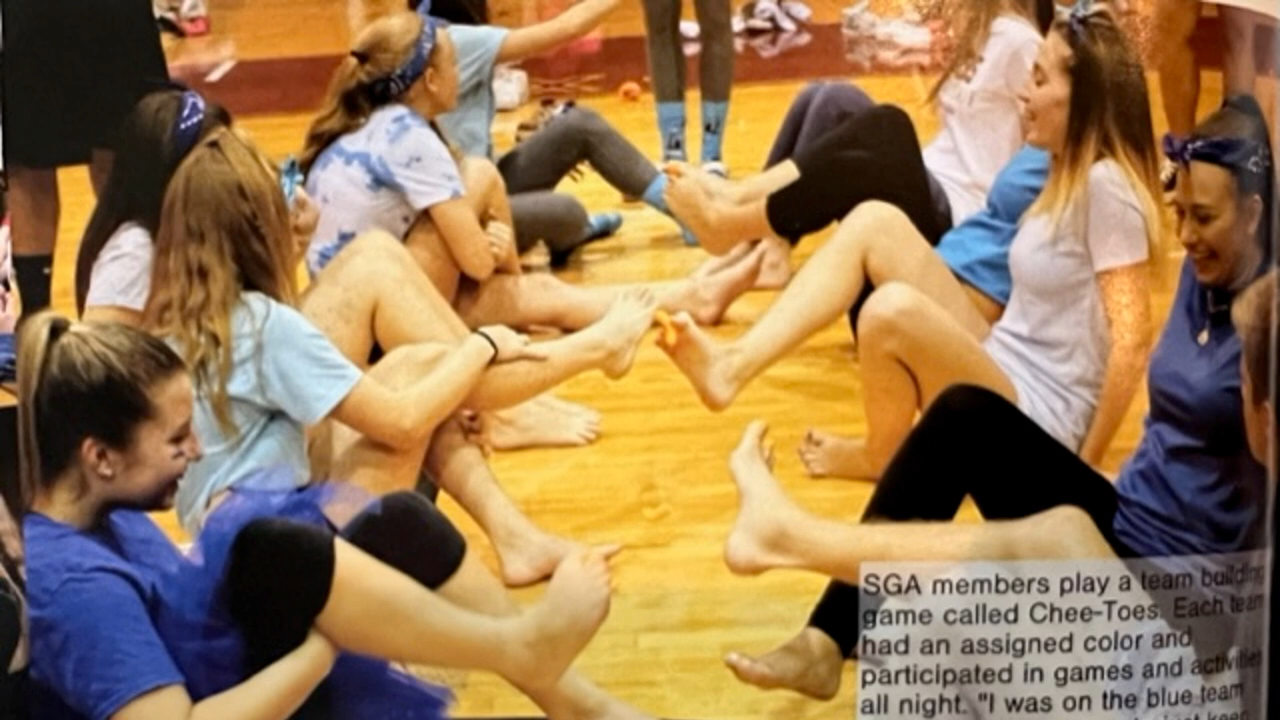 SGA members play a team building
game called Chee-Toes. Each team
had an assigned color and
participated in games and activities
all night. "I was on the blue team